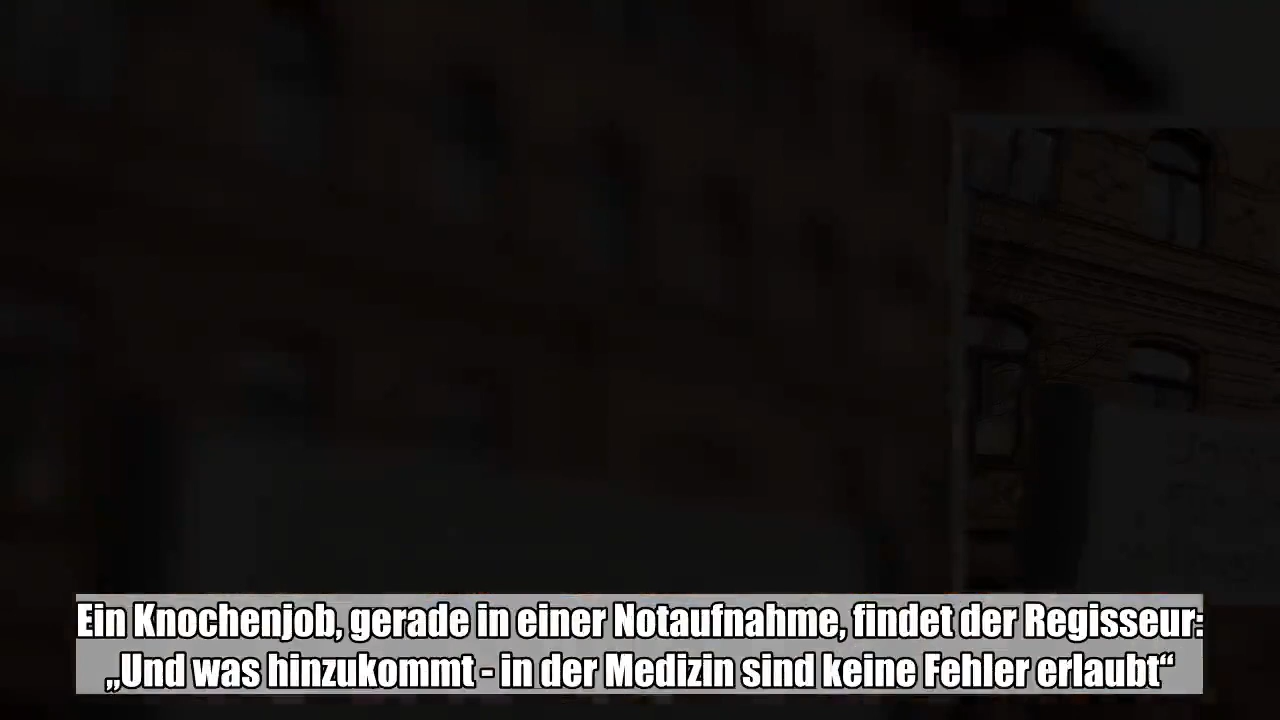 Ein Knochenjob, gerade in einer Notaufnahme, findet der Regisseur:
„Und was hinzukommt - in der Medizin sind keine Fehler erlaubt“